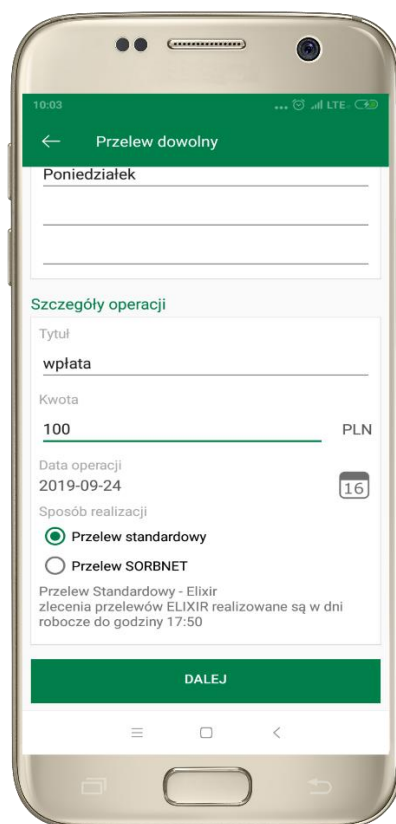 10:03 ... LTE
Przelew dowolny
Poniedziałek
Szczegóły operacji
Tytuł
wpłata
Kwota
100 PLN
Data operacji
2019-09-24 16
Sposób realizacji
Przelew standardowy
Przelew SORBNET
Przelew Standardowy - Elixir
zlecenia przelewów ELIXIR realizowane są w dni
robocze do godziny 17:50
DALEJ